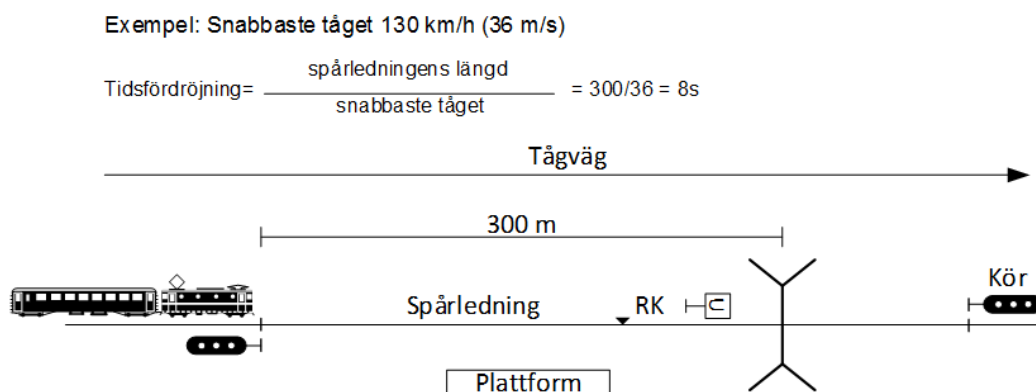 Exempel: Snabbaste tåget 130 km/h (36 m/s)
spårledningens längd
Tidsfördröjning= = 300/36 = 8s
snabbaste tåget
Tågväg
300 m
Kör
Spårledning RK
Plattform